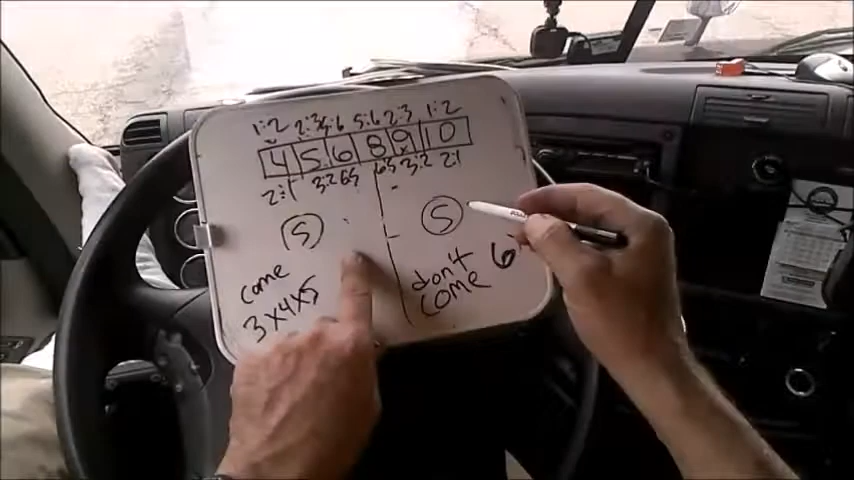 1:2 2:3 5:6 5:6 2:3 1:2
4 5 6 8 9 10
2:1 3:2 6:5 6:5 3:2 2:1
5 5
come don't 6
3x4x5 come